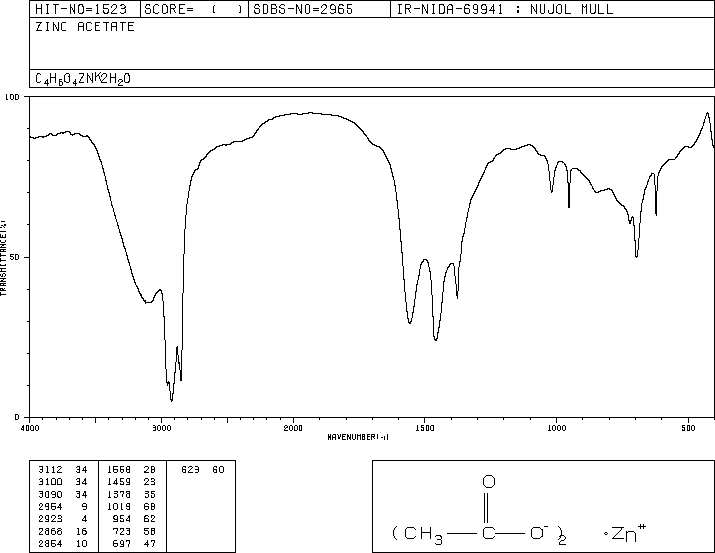 HIT-NO=1523 SCORE= ( ) SDBS-NO=2965 IR-NIDA-69941 : NUJOL MULL
ZINC ACETATE
C4H6O4ZN 2H2O
100
50
0
TRANSMITTANCE(%)
4000 3000 2000 1500 1000 500
WAVENUMBER(-1)
3112 34 1558 28 623 60
3100 34 1459 23
3090 34 1378 35
2954 9 1019 68
2923 4 954 62
2866 16 723 58
2854 10 697 47
O
(CH3 C O-)2 ·Zn++